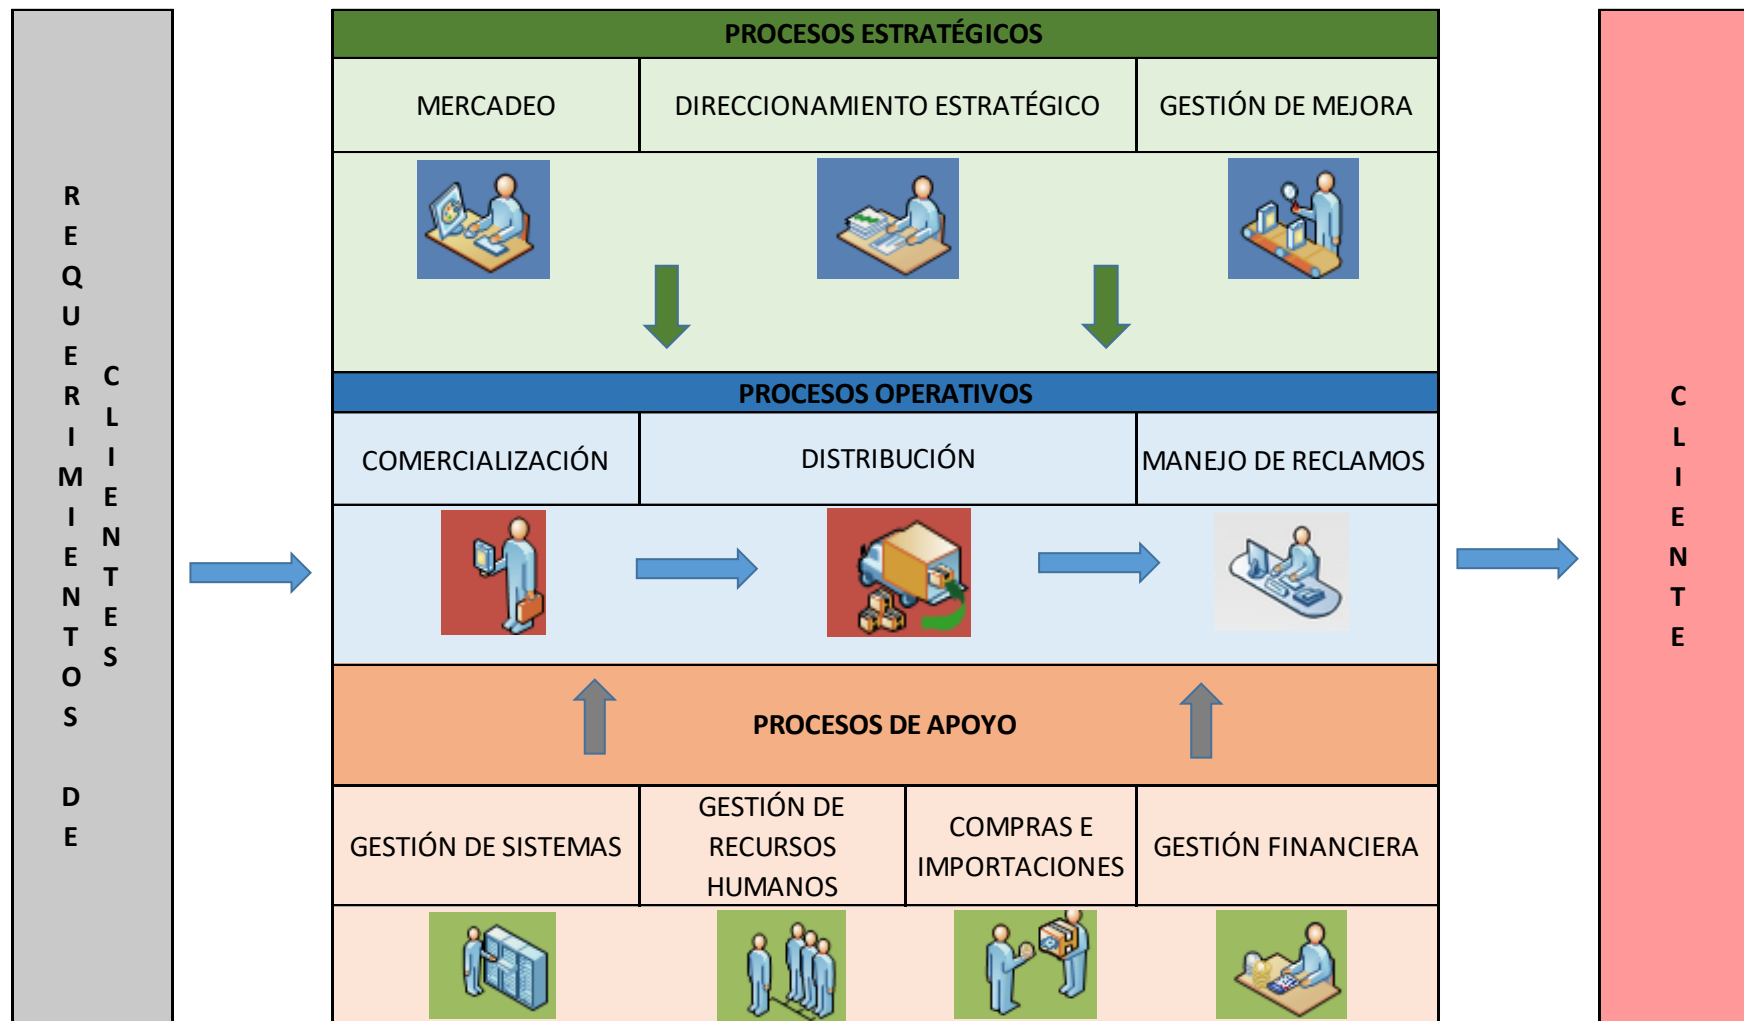 REQUERIMIENTOS DE
CLIENTES
PROCESOS ESTRATÉGICOS
MERCADEO
DIRECCIONAMIENTO ESTRATÉGICO
GESTIÓN DE MEJORA
PROCESOS OPERATIVOS
COMERCIALIZACIÓN
DISTRIBUCIÓN
MANEJO DE RECLAMOS
PROCESOS DE APOYO
GESTIÓN DE SISTEMAS
GESTIÓN DE
RECURSOS
HUMANOS
COMPRAS E
IMPORTACIONES
GESTIÓN FINANCIERA
CLIENTE